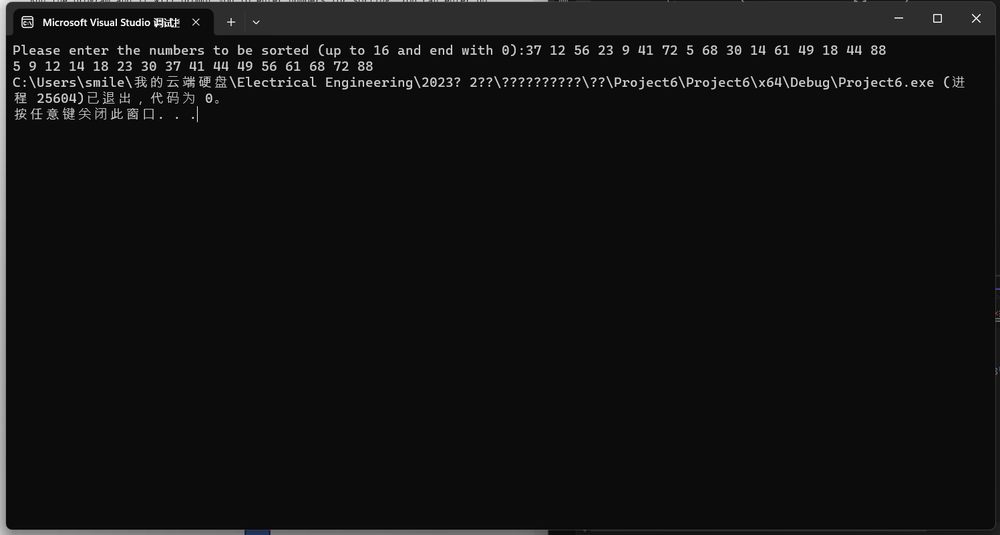 Microsoft Visual Studio 调试
Please enter the numbers to be sorted (up to 16 and end with 0):37 12 56 23 9 41 72 5 68 30 14 61 49 18 44 88
5 9 12 14 18 23 30 37 41 44 49 56 61 68 72 88
C:\Users\smile\我的云端硬盘\Electrical Engineering\2023? 2??\??????????\??\Project6\Project6\x64\Debug\Project6.exe (进
程 25604)已退出，代码为 0。
按任意键关闭此窗口. . .